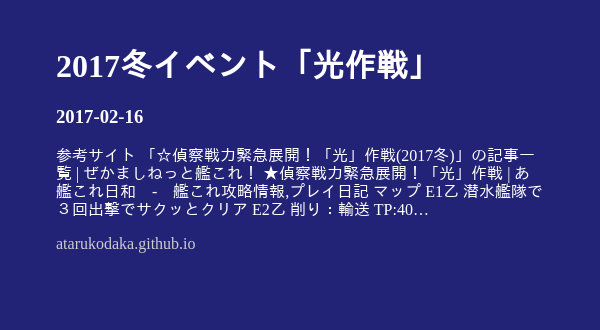 2017冬イベント「光作戦」
2017-02-16
参考サイト 「☆偵察戦力緊急展開！「光」作戦(2017冬)」の記事一
覧 | ぜかましねっと艦これ！ ★偵察戦力緊急展開！「光」作戦 | あ
艦これ日和　-　艦これ攻略情報,プレイ日記 マップ E1乙 潜水艦隊で
３回出撃でサクッとクリア E2乙 削り：輸送 TP:40…
atarukodaka.github.io